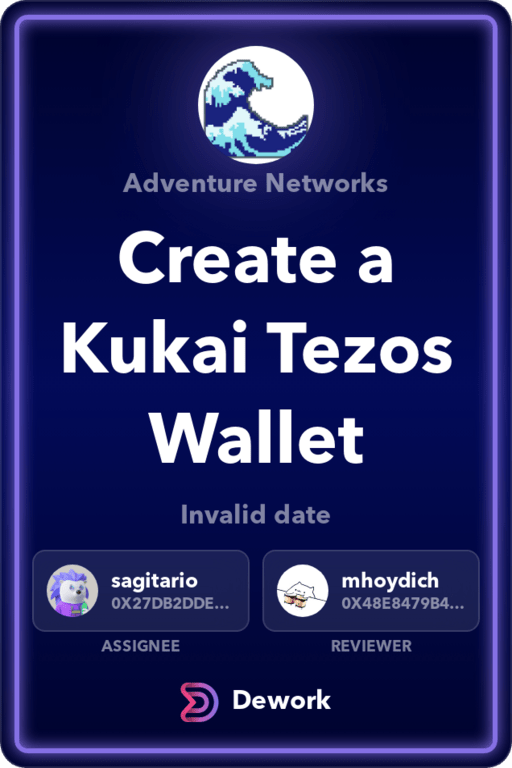 Adventure Networks
Create a
Kukai Tezos
Wallet
Invalid date
sagitario
0X27DB2DDE...
ASSIGNEE
mhoydich
0X48E8479B4...
REVIEWER
Dework